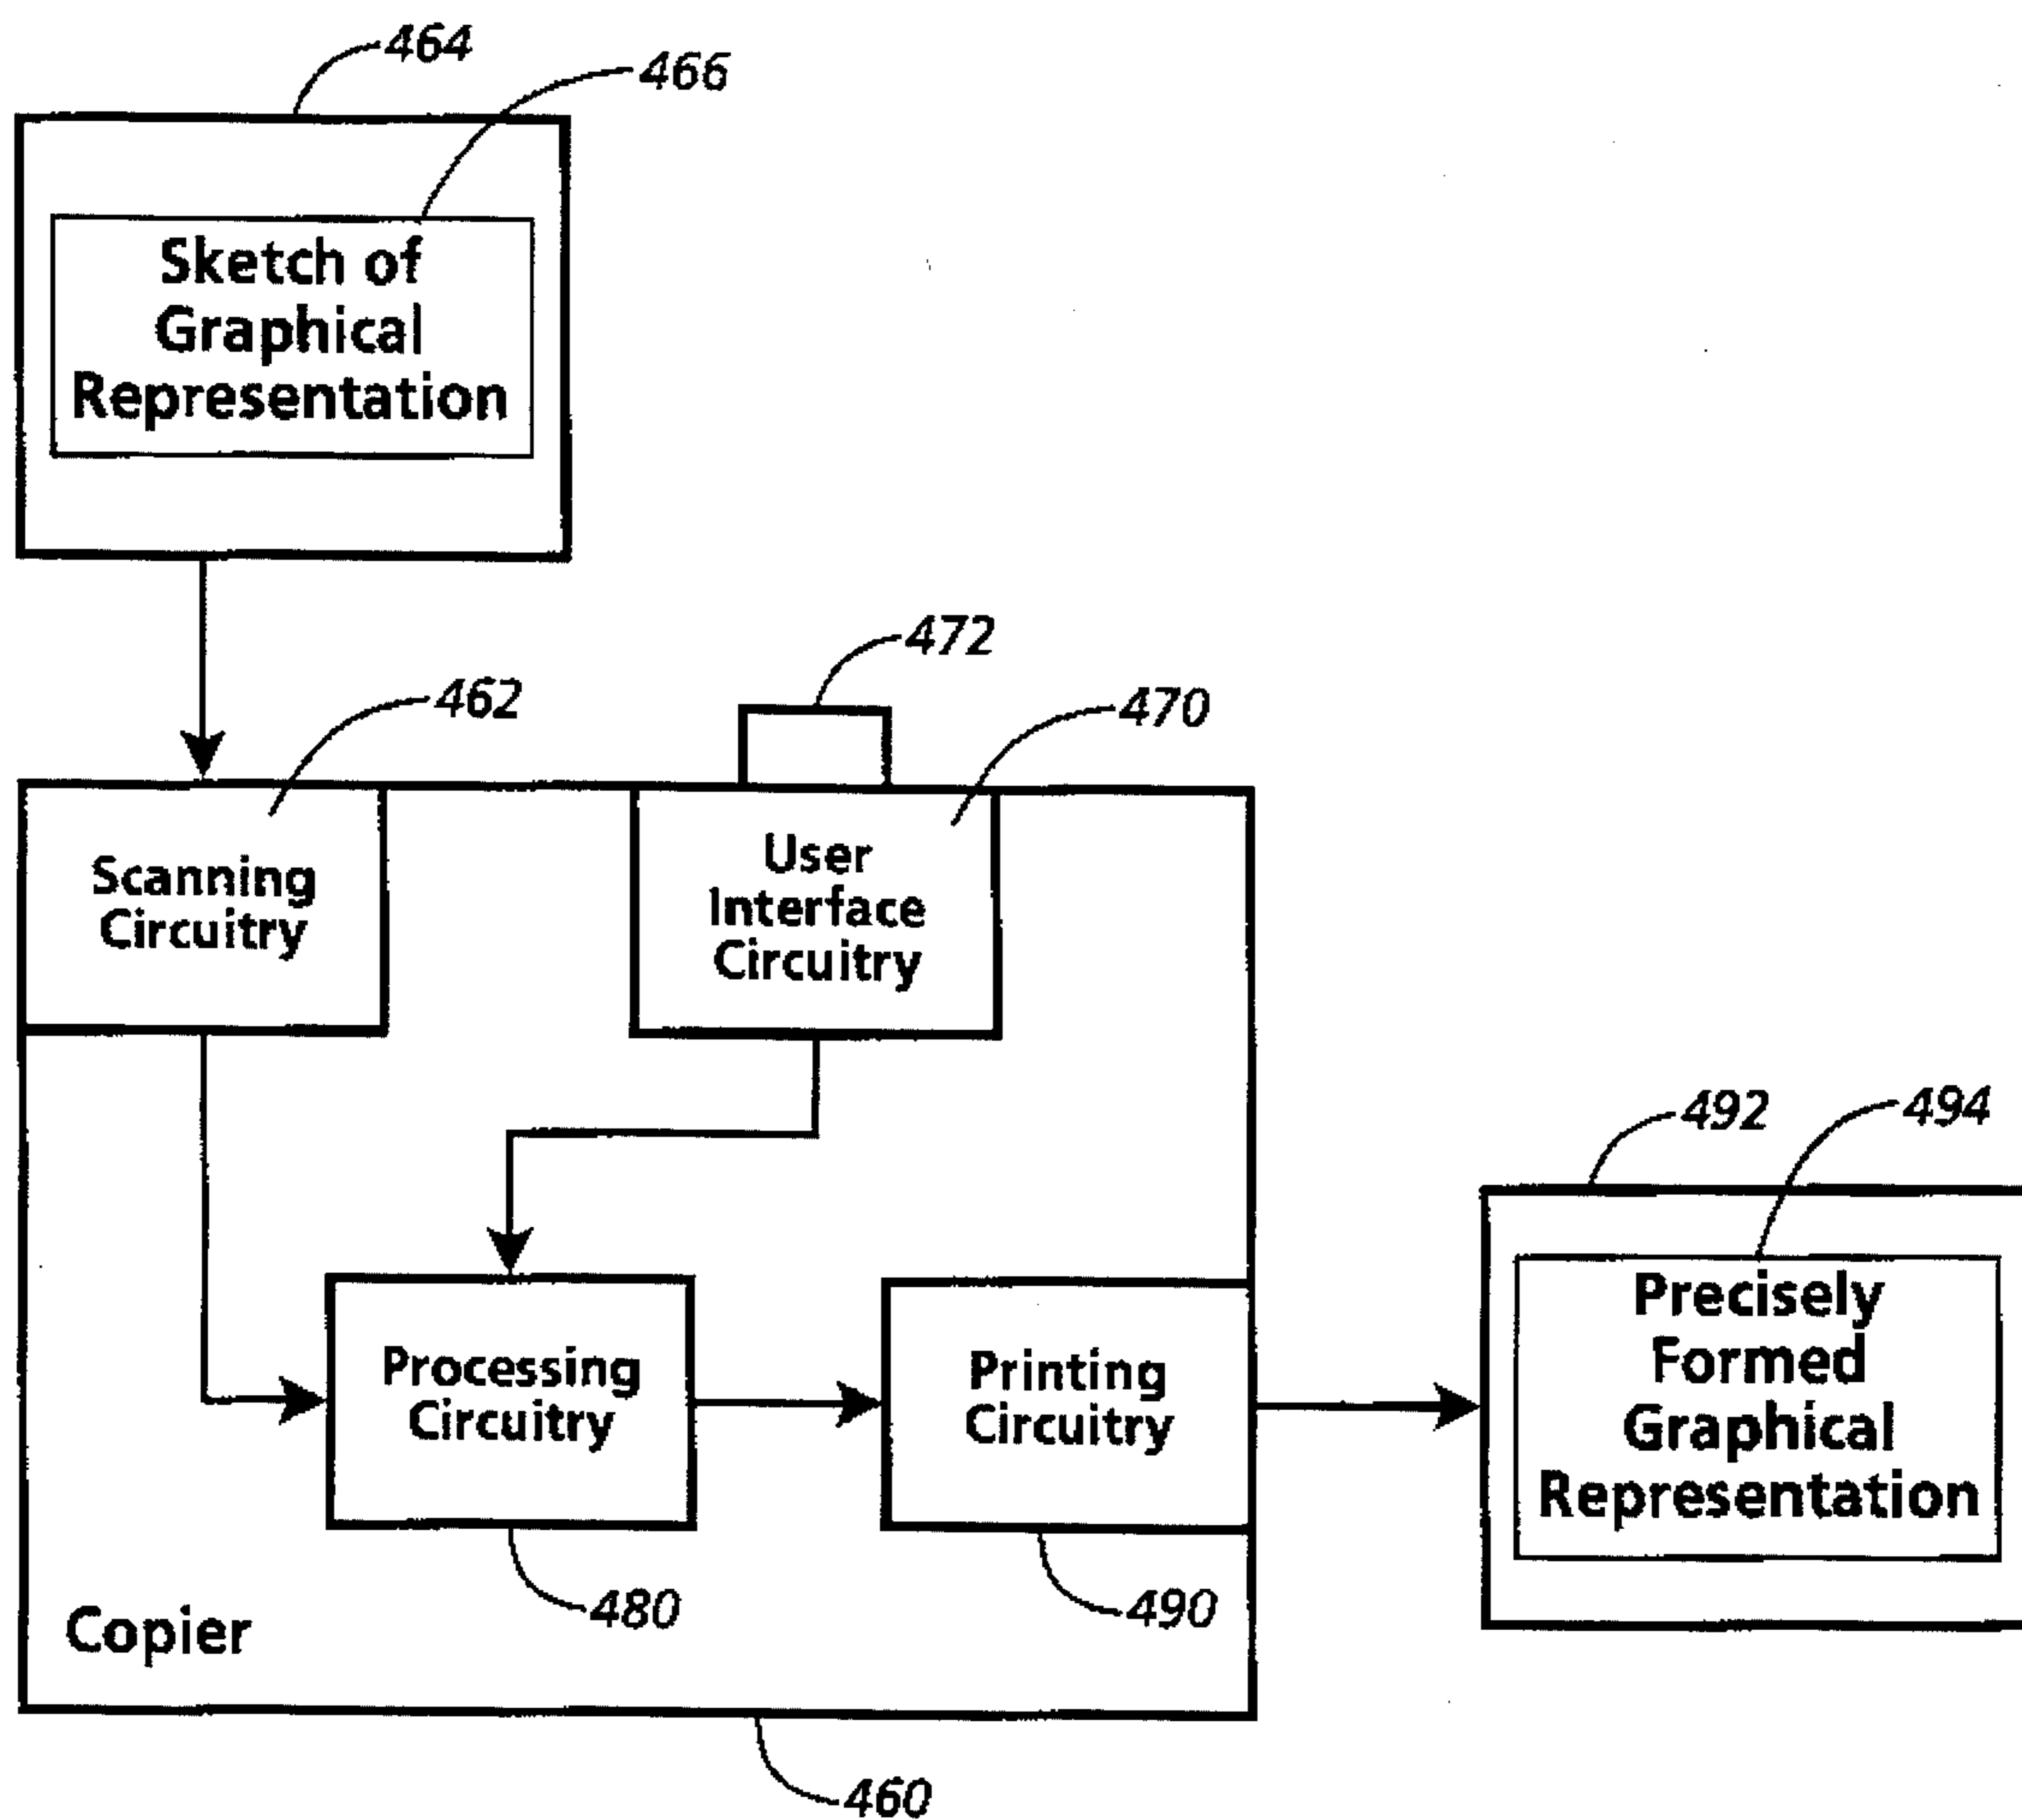 464
466
Sketch of
Graphical
Representation
472
462
470
Scanning
Circuitry
User
Interface
Circuitry
492
494
Precisely
Formed
Graphical
Representation
Processing
Circuitry
Printing
Circuitry
480
490
Copier
460